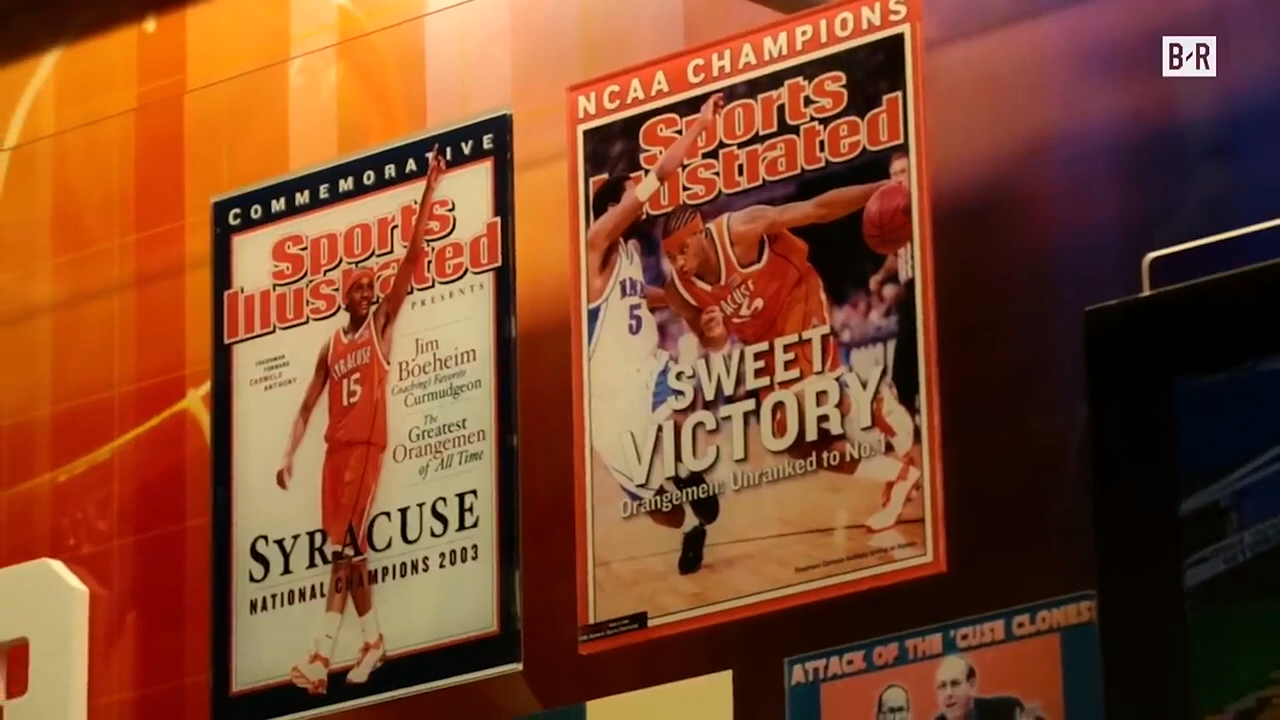 B-R
COMMEMORATIVE
Sports
Illustrated
PRESENTS
FRESHMAN
FORWARD
CARMELO
ANTHONY
Jim
Boeheim
Coaching's Favorite
Curmudgeon
The
Greatest
Orangemen
of All Time
SYRACUSE
15
SYRACUSE
NATIONAL CHAMPIONS 2003
NCAA CHAMPIONS
Sports
Illustrated
5
SWEET
VICTORY
Orangemen: Unranked to No. 1
ATTACK OF THE 'CUSE CLONES!